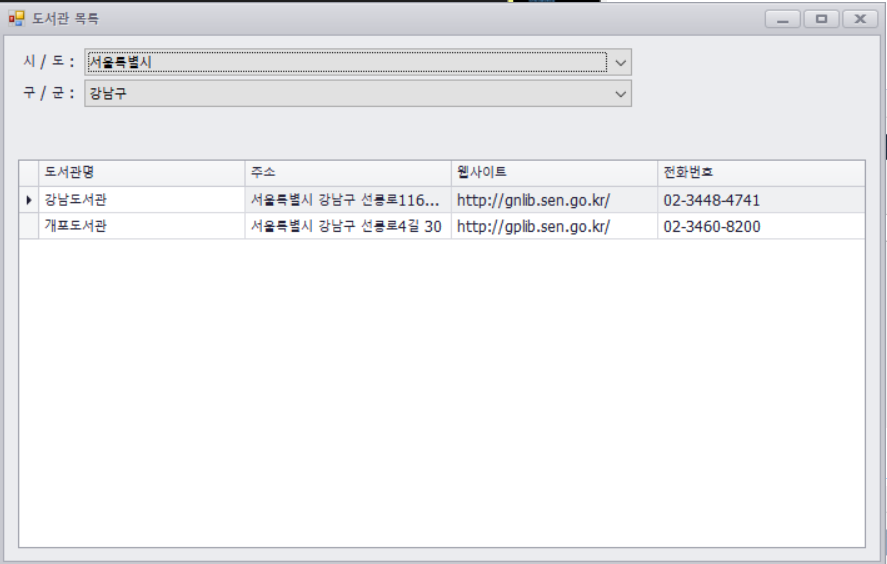 도서관 목록
시 / 도 : 서울특별시
구 / 군 : 강남구
도서관명 주소 웹사이트 전화번호
강남도서관 서울특별시 강남구 선릉로116... http://gnlib.sen.go.kr/ 02-3448-4741
개포도서관 서울특별시 강남구 선릉로4길 30 http://gplib.sen.go.kr/ 02-3460-8200